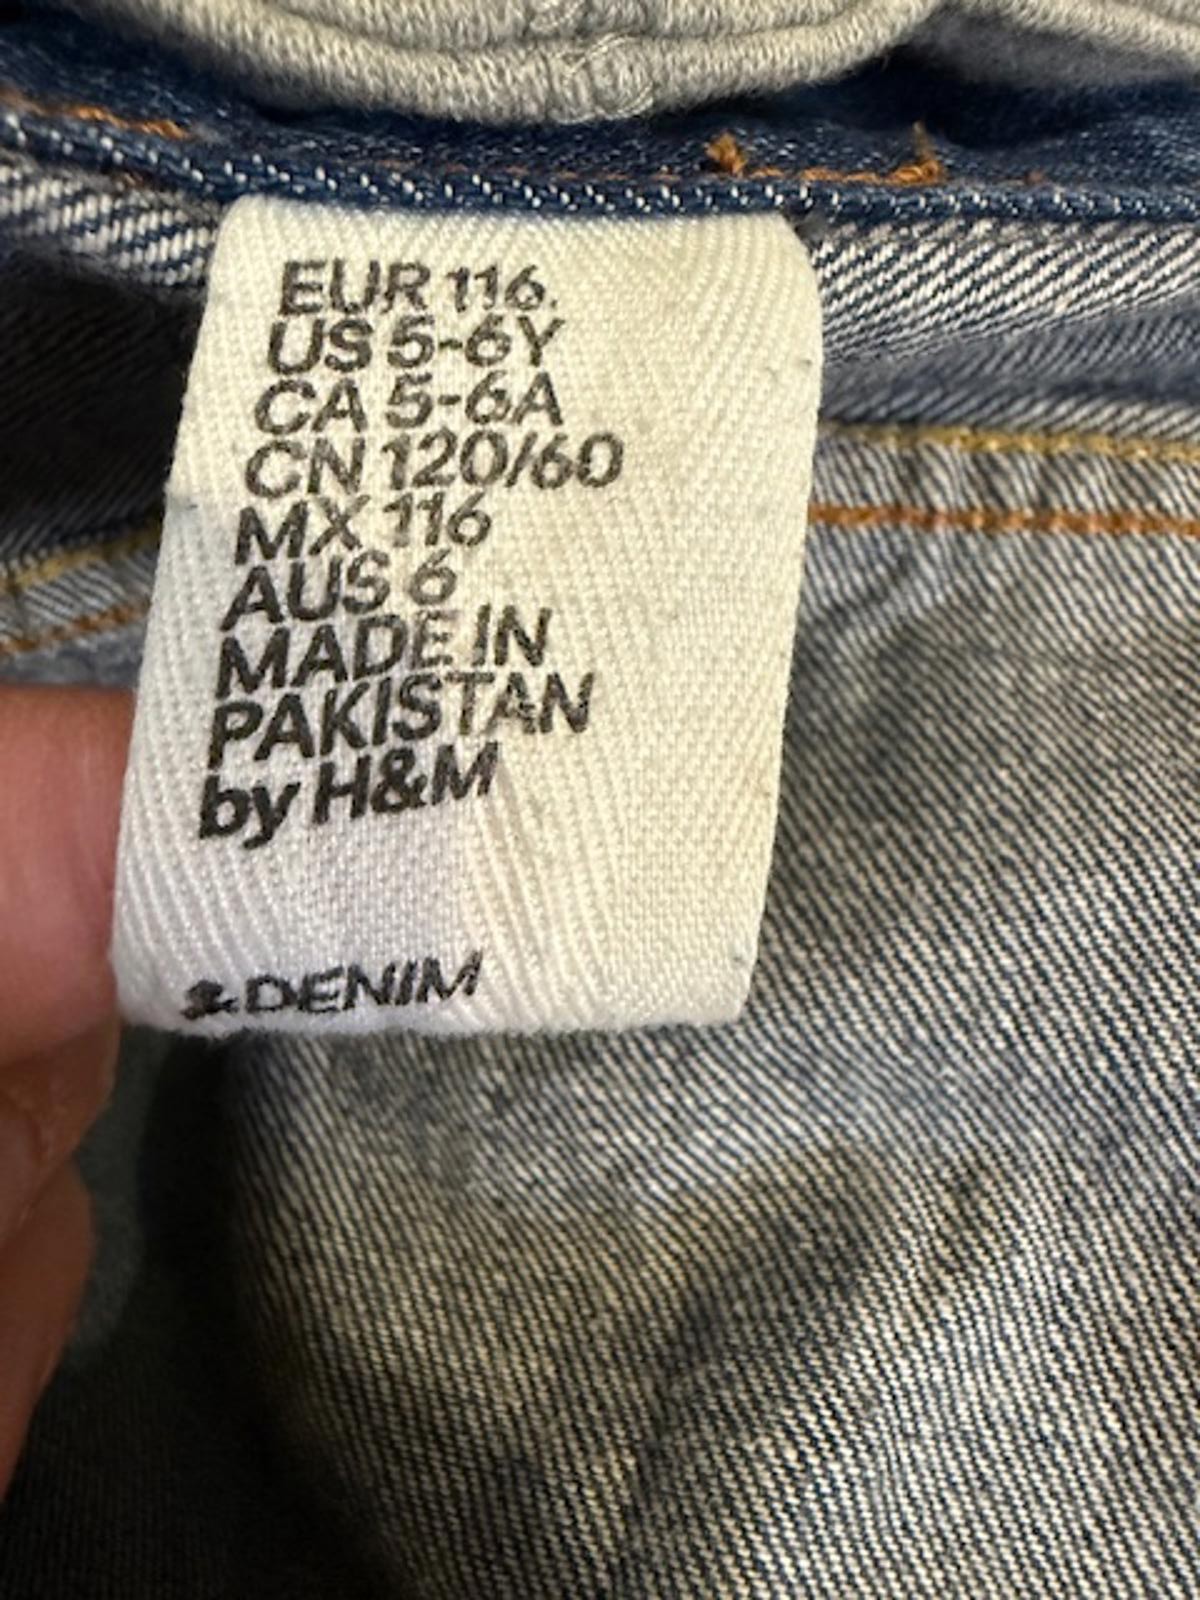 EUR 116.
US 5-6Y
CA 5-6A
CN 120/60
MX 116
AUS 6
MADE IN
PAKISTAN
by H&M
&DENIM